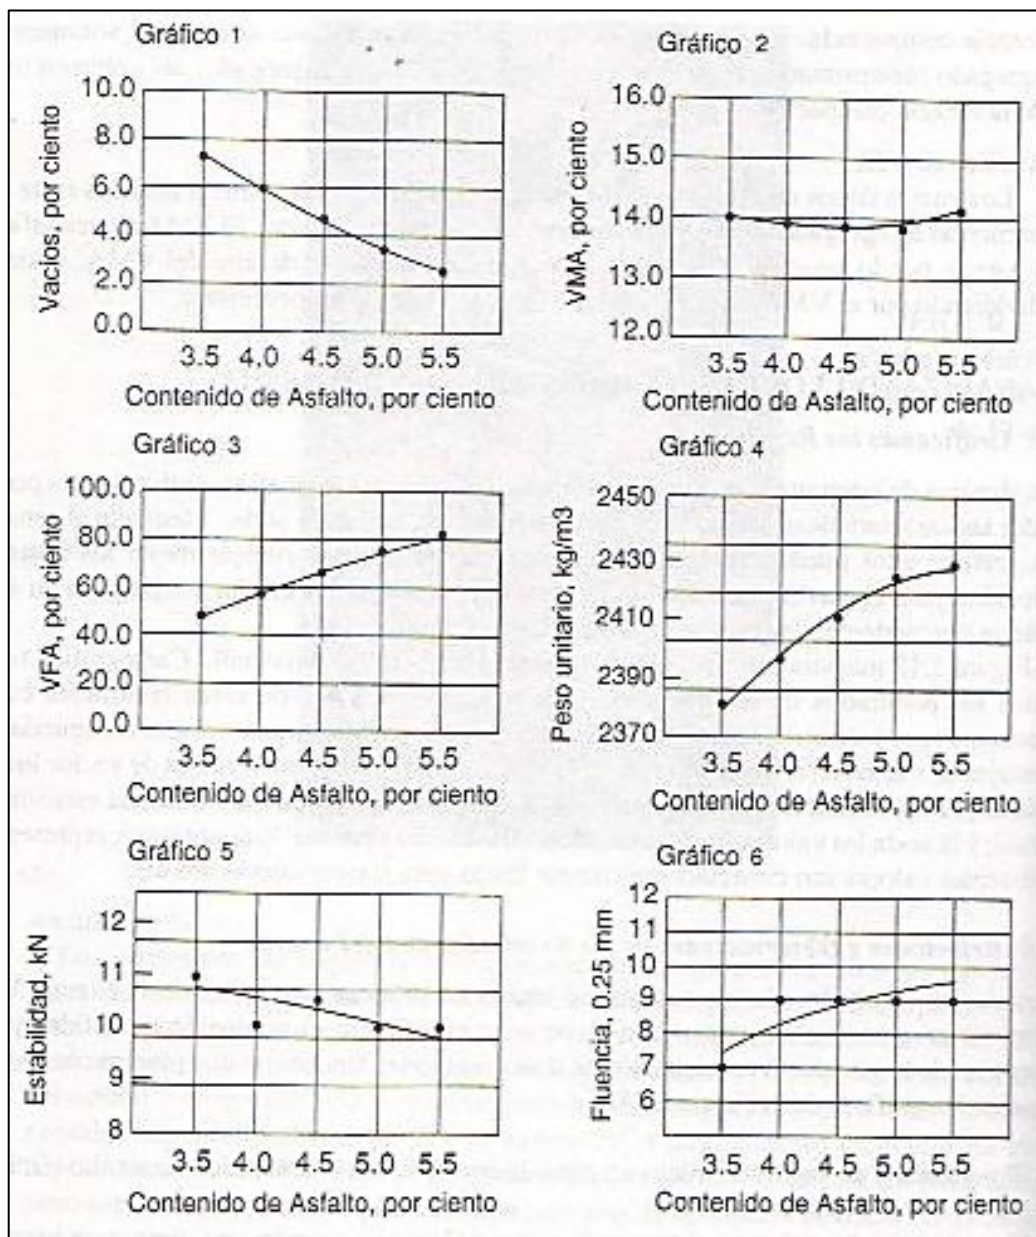 Gráfico 1
Vacíos, por ciento
10.0
8.0
6.0
4.0
2.0
0.0
3.5 4.0 4.5 5.0 5.5
Contenido de Asfalto, por ciento
Gráfico 2
VMA, por ciento
16.0
15.0
14.0
13.0
12.0
3.5 4.0 4.5 5.0 5.5
Contenido de Asfalto, por ciento
Gráfico 3
VFA, por ciento
100.0
80.0
60.0
40.0
20.0
0.0
3.5 4.0 4.5 5.0 5.5
Contenido de Asfalto, por ciento
Gráfico 4
Peso unitario, kg/m3
2450
2430
2410
2390
2370
3.5 4.0 4.5 5.0 5.5
Contenido de Asfalto, por ciento
Gráfico 5
Estabilidad, kN
12
11
10
9
8
3.5 4.0 4.5 5.0 5.5
Contenido de Asfalto, por ciento
Gráfico 6
Fluencia, 0.25 mm
12
11
10
9
8
7
6
3.5 4.0 4.5 5.0 5.5
Contenido de Asfalto, por ciento